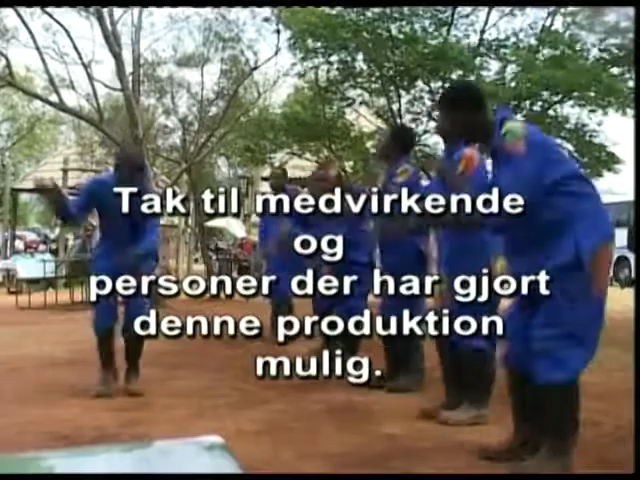 Tak til medvirkende
og
personer der har gjort
denne produktion
mulig.